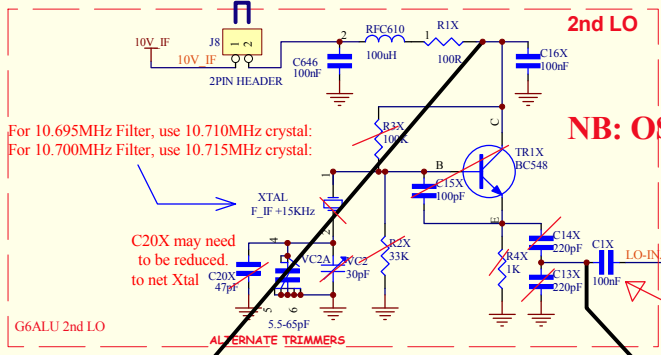 2nd LO
10V_IF
J8
1 2
10V_IF
2PIN HEADER
2
RFC610
100uH
1
R1X
100R
C646
100nF
C16X
100nF
For 10.695MHz Filter, use 10.710MHz crystal:
For 10.700MHz Filter, use 10.715MHz crystal:
R3X
100K
NB: OS
C
TR1X
BC548
B
E
1
XTAL
F_IF +15KHz
2
C15X
100pF
C20X may need
to be reduced.
to net Xtal
4
C20X
47pf
VC2A
VC2
30pF
R2X
33K
R4X
1K
C14X
220pF
C13X
220pF
C1X
100nF
LO-IN
5
6
5.5-65pF
G6ALU 2nd LO
ALTERNATE TRIMMERS